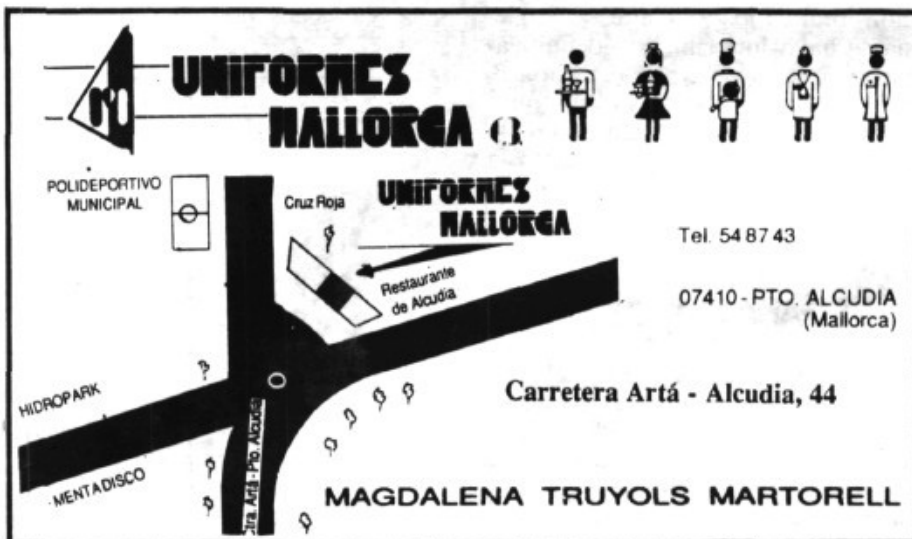 UNIFORMES
MALLORCA
POLIDEPORTIVO
MUNICIPAL
Cruz Roja
UNIFORMES
MALLORCA
Restaurante
de Alcudia
Tel. 54 87 43
07410 - PTO. ALCUDIA
(Mallorca)
HIDROPARK
MENTADISCO
Ctra. Artá - Pto. Alcudia
Carretera Artá - Alcudia, 44
MAGDALENA TRUYOLS MARTORELL